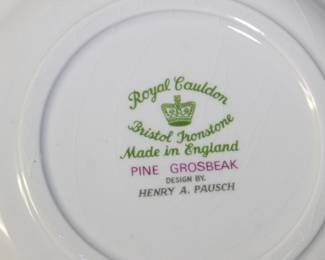 Royal Cauldon
Bristol Ironstone
Made in England
PINE GROSBEAK
DESIGN BY.
HENRY A. PAUSCH